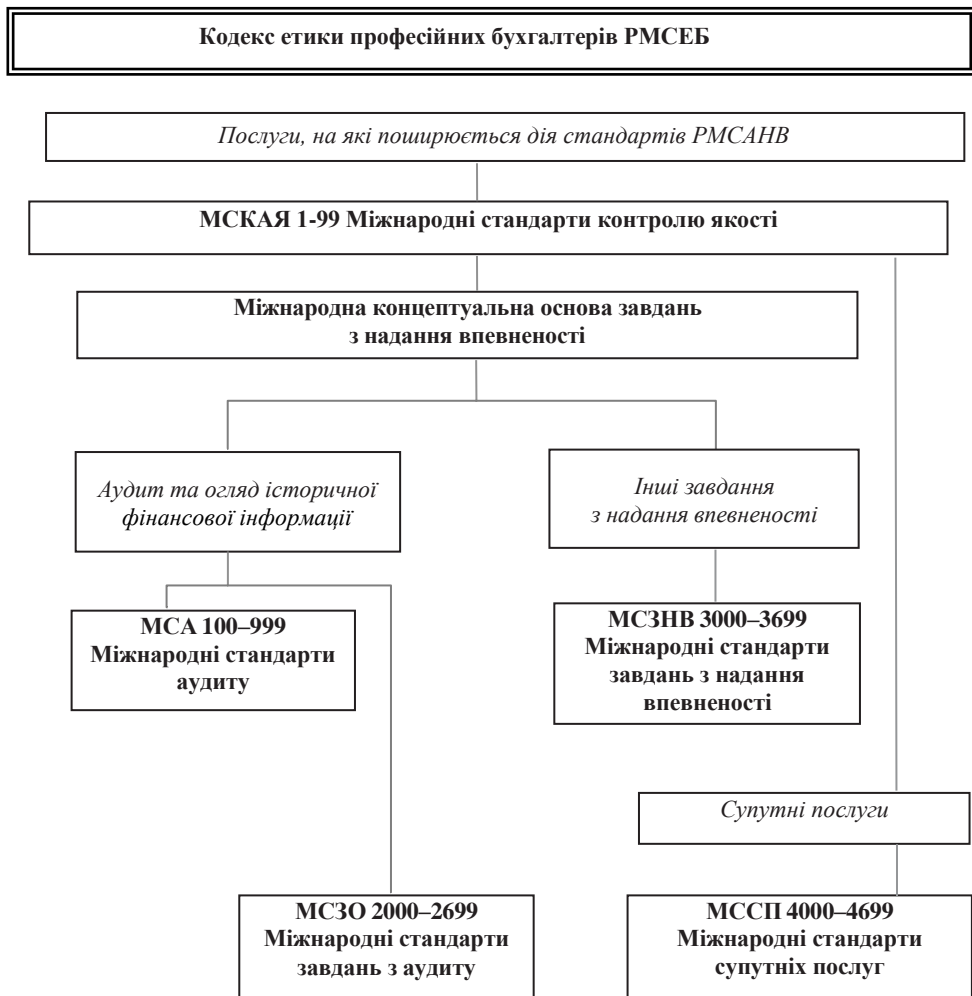 Кодекс етики професійних бухгалтерів РМСЕБ
Послуги, на які поширюється дія стандартів РМСАНВ
МСКАЯ 1-99 Міжнародні стандарти контролю якості
Міжнародна концептуальна основа завдань
з надання впевненості
Аудит та огляд історичної
фінансової інформації
Інші завдання
з надання впевненості
МСА 100–999
Міжнародні стандарти
аудиту
МСЗНВ 3000–3699
Міжнародні стандарти
завдань з надання
впевненості
Супутні послуги
МСЗО 2000–2699
Міжнародні стандарти
завдань з аудиту
МССП 4000–4699
Міжнародні стандарти
супутніх послуг